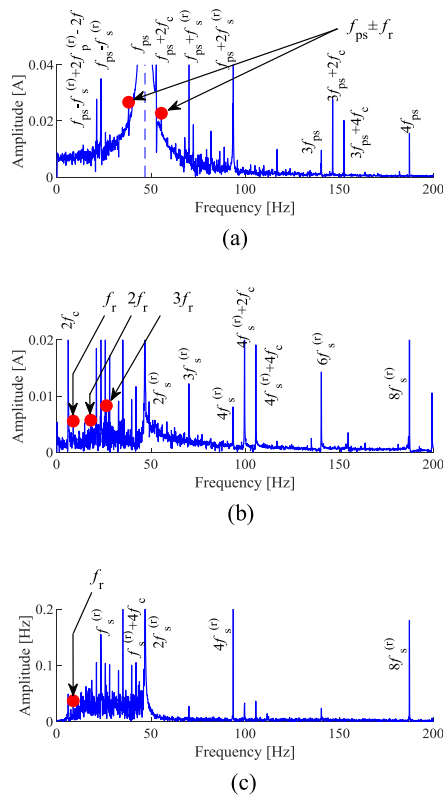 f_ps-f_s^(r)+2f_p^(r)-2f
f_ps-f_s^(r)
f_ps
f_ps+2f_c
f_ps+f_s^(r)
f_ps+2f_s^(r)
f_ps±f_r
3f_ps
3f_ps+2f_c
3f_ps+4f_c
4f_ps
Amplitude [A]
0.04
0.02
0
0 50 100 150 200
Frequency [Hz]
(a)
2f_c
f_r
2f_r
3f_r
2f_s^(r)
3f_s^(r)
4f_s^(r)
4f_s^(r)+2f_c
4f_s^(r)+4f_c
6f_s^(r)
8f_s^(r)
Amplitude [A]
0.02
0.01
0
0 50 100 150 200
Frequency [Hz]
(b)
f_r
f_s^(r)
f_s^(r)+4f_c
2f_s^(r)
4f_s^(r)
8f_s^(r)
Amplitude [Hz]
0.2
0.1
0
0 50 100 150 200
Frequency [Hz]
(c)